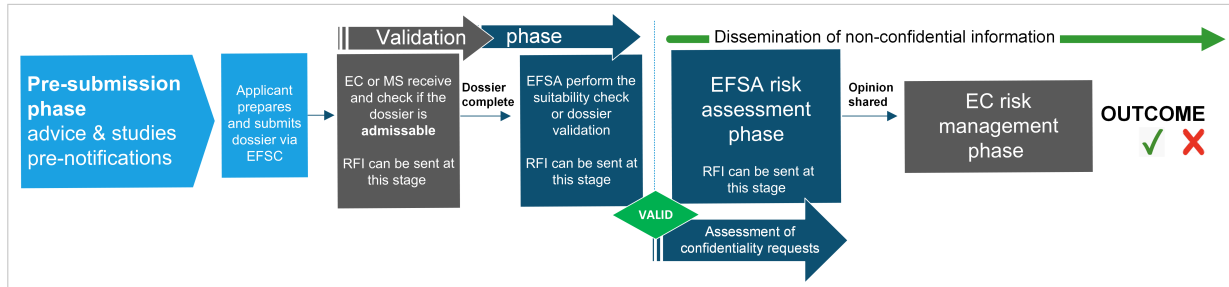 Validation phase
Dissemination of non-confidential information
Pre-submission
phase
advice & studies
pre-notifications
Applicant
prepares
and submits
dossier via
EFSC
EC or MS receive
and check if the
dossier is
admissable
RFI can be sent at
this stage
Dossier
complete
EFSA perform the
suitability check
or dossier
validation
RFI can be sent at
this stage
VALID
EFSA risk
assessment
phase
RFI can be sent at
this stage
Assessment of
confidentiality requests
Opinion
shared
EC risk
management
phase
OUTCOME